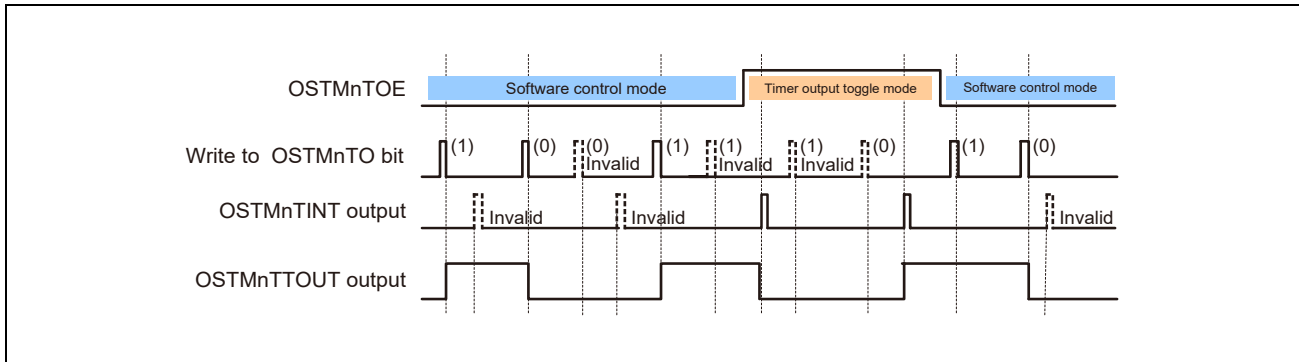 OSTMnTOE
Software control mode
Timer output toggle mode
Software control mode
Write to OSTMnTO bit
(1) (0) (0) (1) (1) (1) (0) (1) (0)
Invalid Invalid Invalid
OSTMnTINT output
Invalid Invalid Invalid
OSTMnTTOUT output